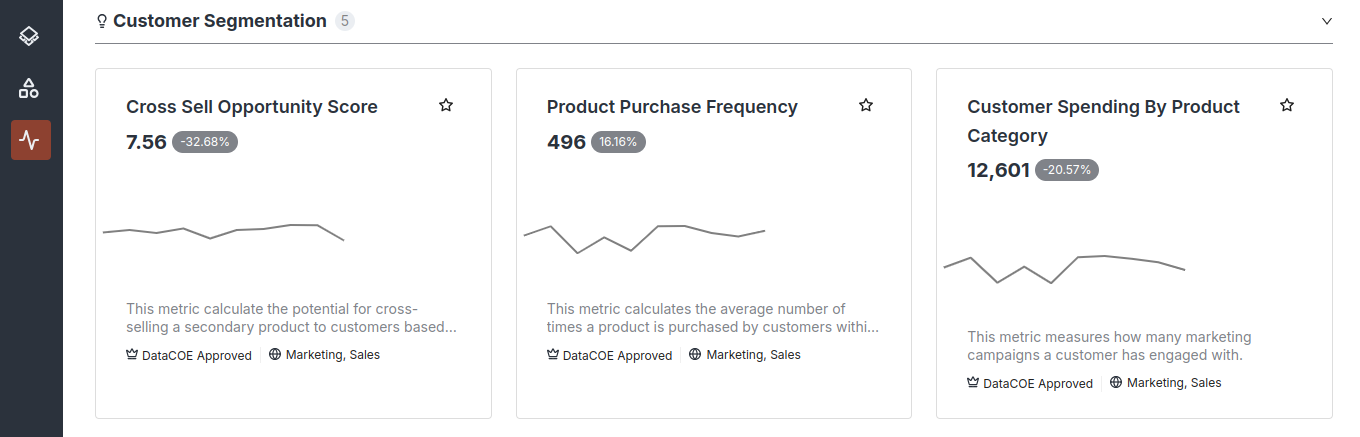 Customer Segmentation 5
Cross Sell Opportunity Score
7.56 -32.68%
This metric calculate the potential for cross-
selling a secondary product to customers based...
DataCOE Approved Marketing, Sales
Product Purchase Frequency
496 16.16%
This metric calculates the average number of
times a product is purchased by customers withi...
DataCOE Approved Marketing, Sales
Customer Spending By Product
Category
12,601 -20.57%
This metric measures how many marketing
campaigns a customer has engaged with.
DataCOE Approved Marketing, Sales